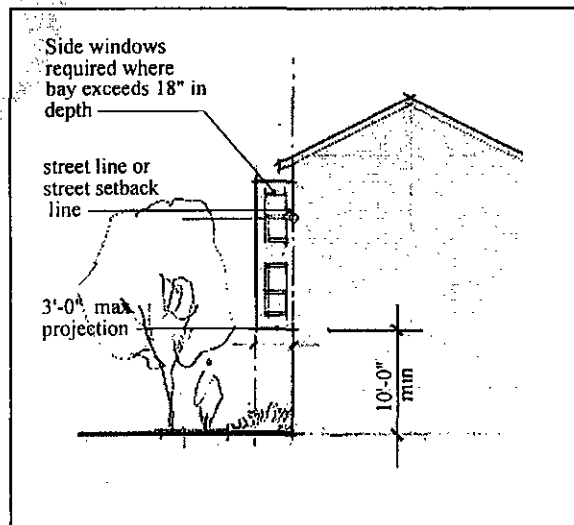 Side windows
required where
bay exceeds 18" in
depth
street line or
street setback
line
3'-0" max
projection
10'-0"
min